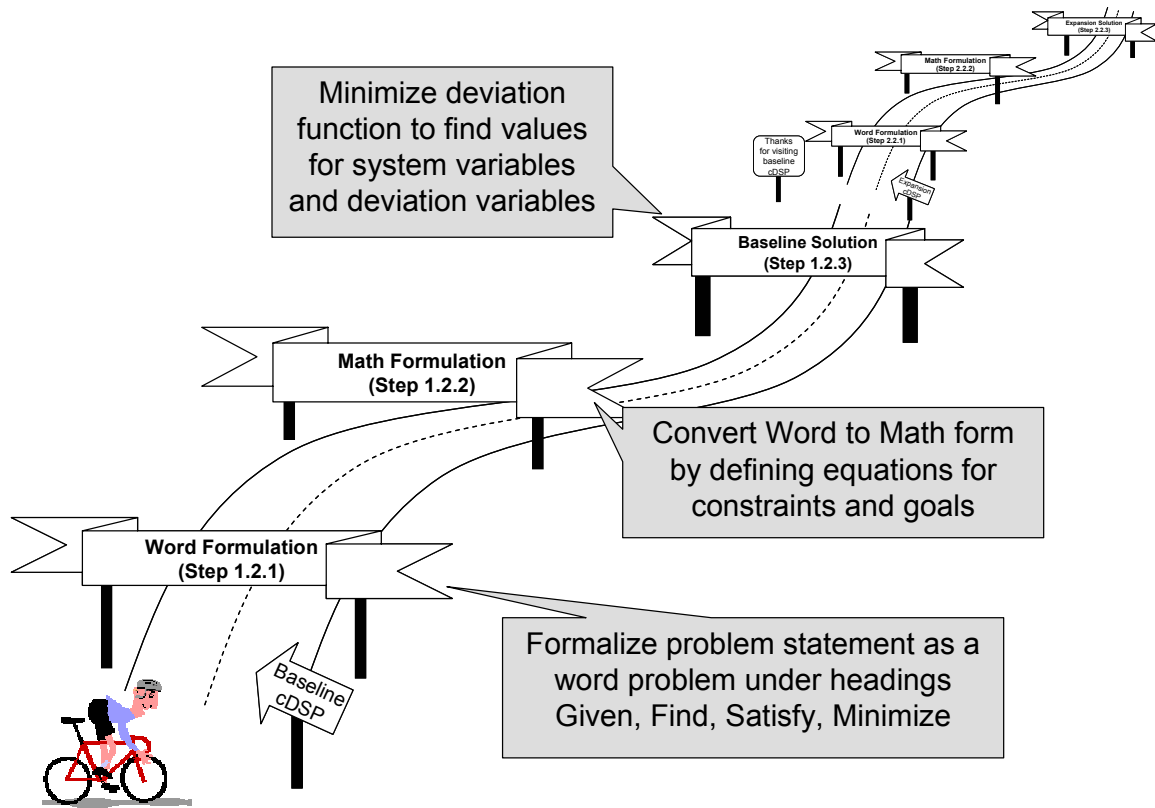 Expansion Solution
(Step 2.2.3)
Math Formulation
(Step 2.2.2)
Minimize deviation
function to find values
for system variables
and deviation variables
Word Formulation
(Step 2.2.1)
Thanks
for visiting
baseline
cDSP
Expansion
cDSP
Baseline Solution
(Step 1.2.3)
Math Formulation
(Step 1.2.2)
Convert Word to Math form
by defining equations for
constraints and goals
Word Formulation
(Step 1.2.1)
Formalize problem statement as a
word problem under headings
Given, Find, Satisfy, Minimize
Baseline
cDSP